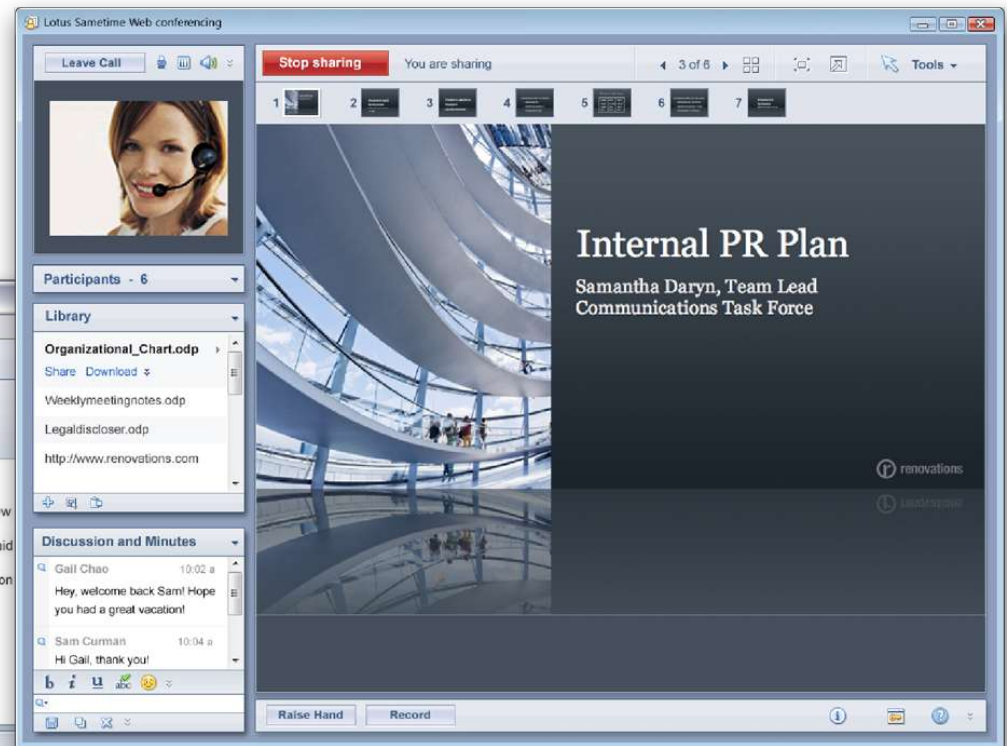 Lotus Sametime Web conferencing
Leave Call
Stop sharing
You are sharing
3 of 6
Tools
1 2 3 4 5 6 7
Participants - 6
Library
Organizational_Chart.odp
Share Download
Weeklymeetingnotes.odp
Legaldiscloser.odp
http://www.renovations.com
Discussion and Minutes
Gail Chao 10:02 a
Hey, welcome back Sam! Hope
you had a great vacation!
Sam Curman 10:04 a
Hi Gail, thank you!
b i u abc
Internal PR Plan
Samantha Daryn, Team Lead
Communications Task Force
r renovations
Raise Hand Record